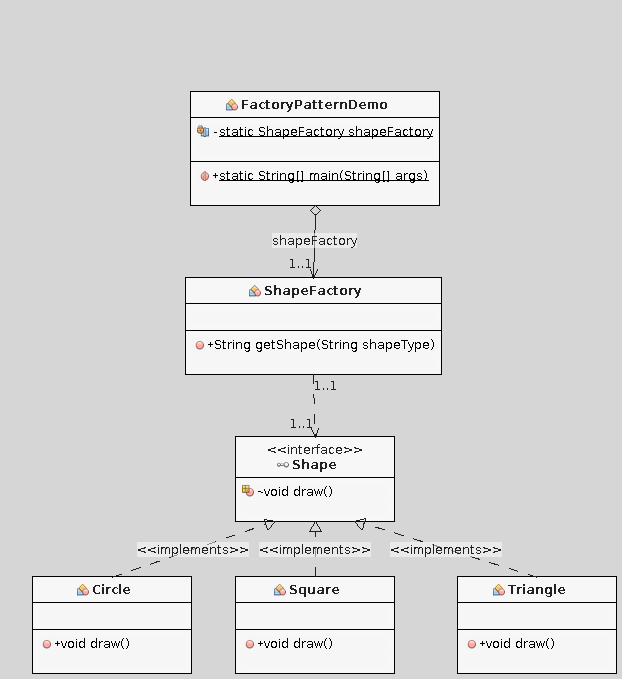 FactoryPatternDemo
-static ShapeFactory shapeFactory
+static String[] main(String[] args)
shapeFactory
1..1
ShapeFactory
+String getShape(String shapeType)
1..1
1..1
<<interface>>
Shape
~void draw()
<<implements>> <<implements>> <<implements>>
Circle Square Triangle
+void draw() +void draw() +void draw()